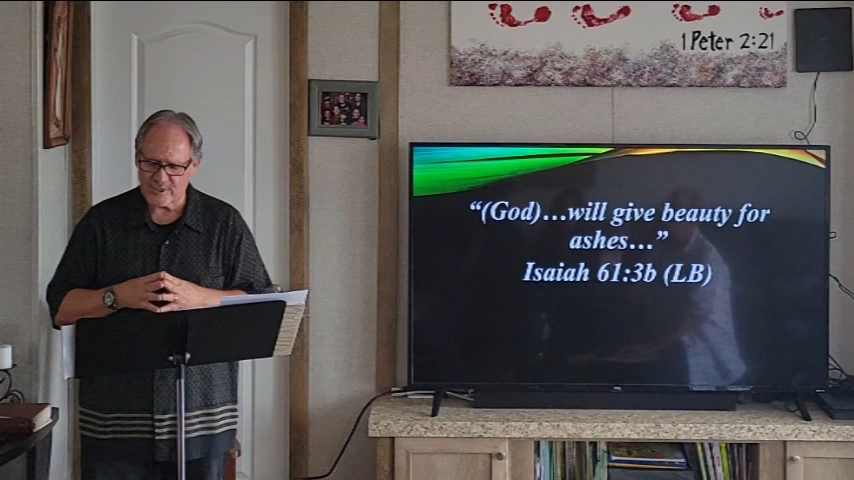 1 Peter 2:21
“(God)...will give beauty for
ashes...”
Isaiah 61:3b (LB)